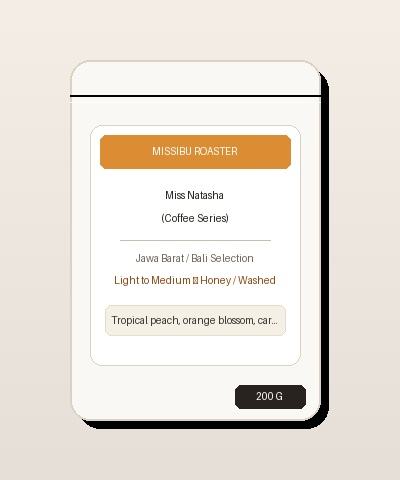 MISSIBU ROASTER
Miss Natasha
(Coffee Series)
Jawa Barat / Bali Selection
Light to Medium ▯ Honey / Washed
Tropical peach, orange blossom, car...
200 G